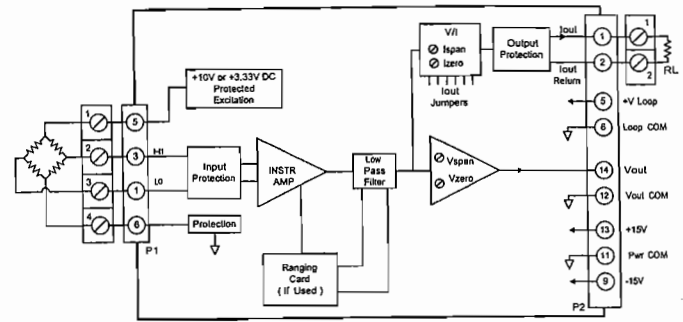 +10V or +3.33V DC
Protected
Excitation
V/I
Ispan
Izero
Iout
Jumpers
Output
Protection
Iout
Iout
Return
1
2
1
2
RL
5
+V Loop
6
Loop COM
1
5
2
3
HI
3
1
LO
4
6
P1
Input
Protection
Protection
INSTR
AMP
Low
Pass
Filter
Ranging
Card
( If Used )
Vspan
Vzero
14
Vout
12
Vout COM
13
+15V
11
Pwr COM
9
-15V
P2